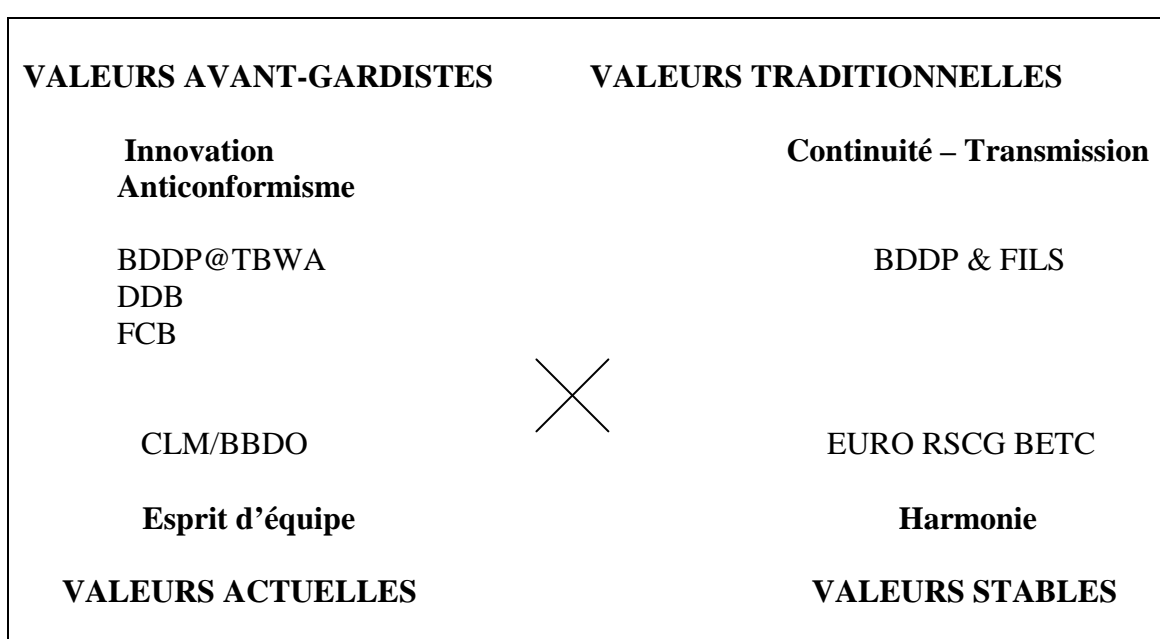 VALEURS AVANT-GARDISTES VALEURS TRADITIONNELLES
Innovation Continuité – Transmission
Anticonformisme
BDDP@TBWA BDDP & FILS
DDB
FCB
CLM/BBDO EURO RSCG BETC
Esprit d’équipe Harmonie
VALEURS ACTUELLES VALEURS STABLES